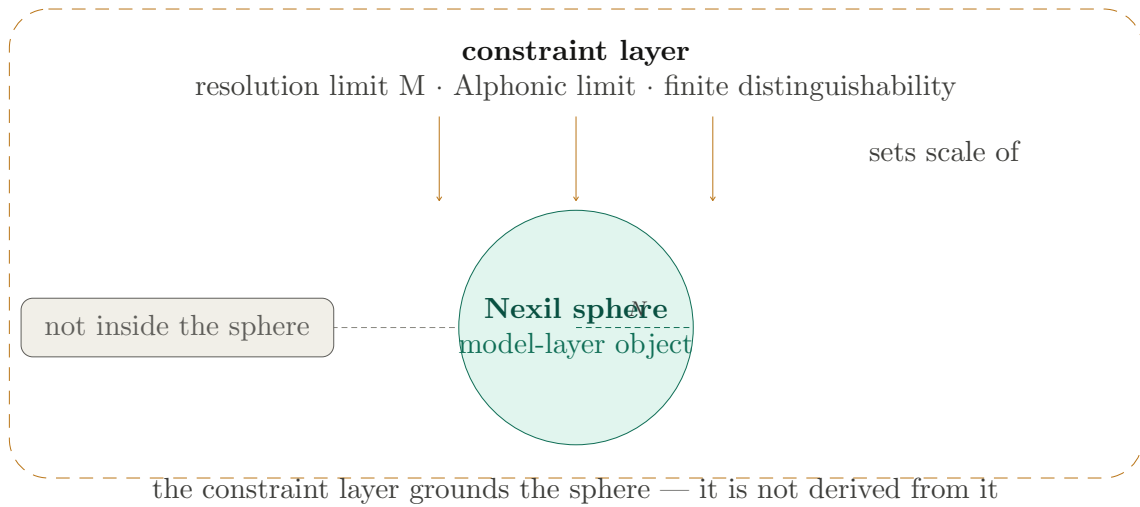 constraint layer
resolution limit M · Alphonic limit · finite distinguishability
sets scale of
Nexil sphere
N
not inside the sphere
model-layer object
the constraint layer grounds the sphere — it is not derived from it